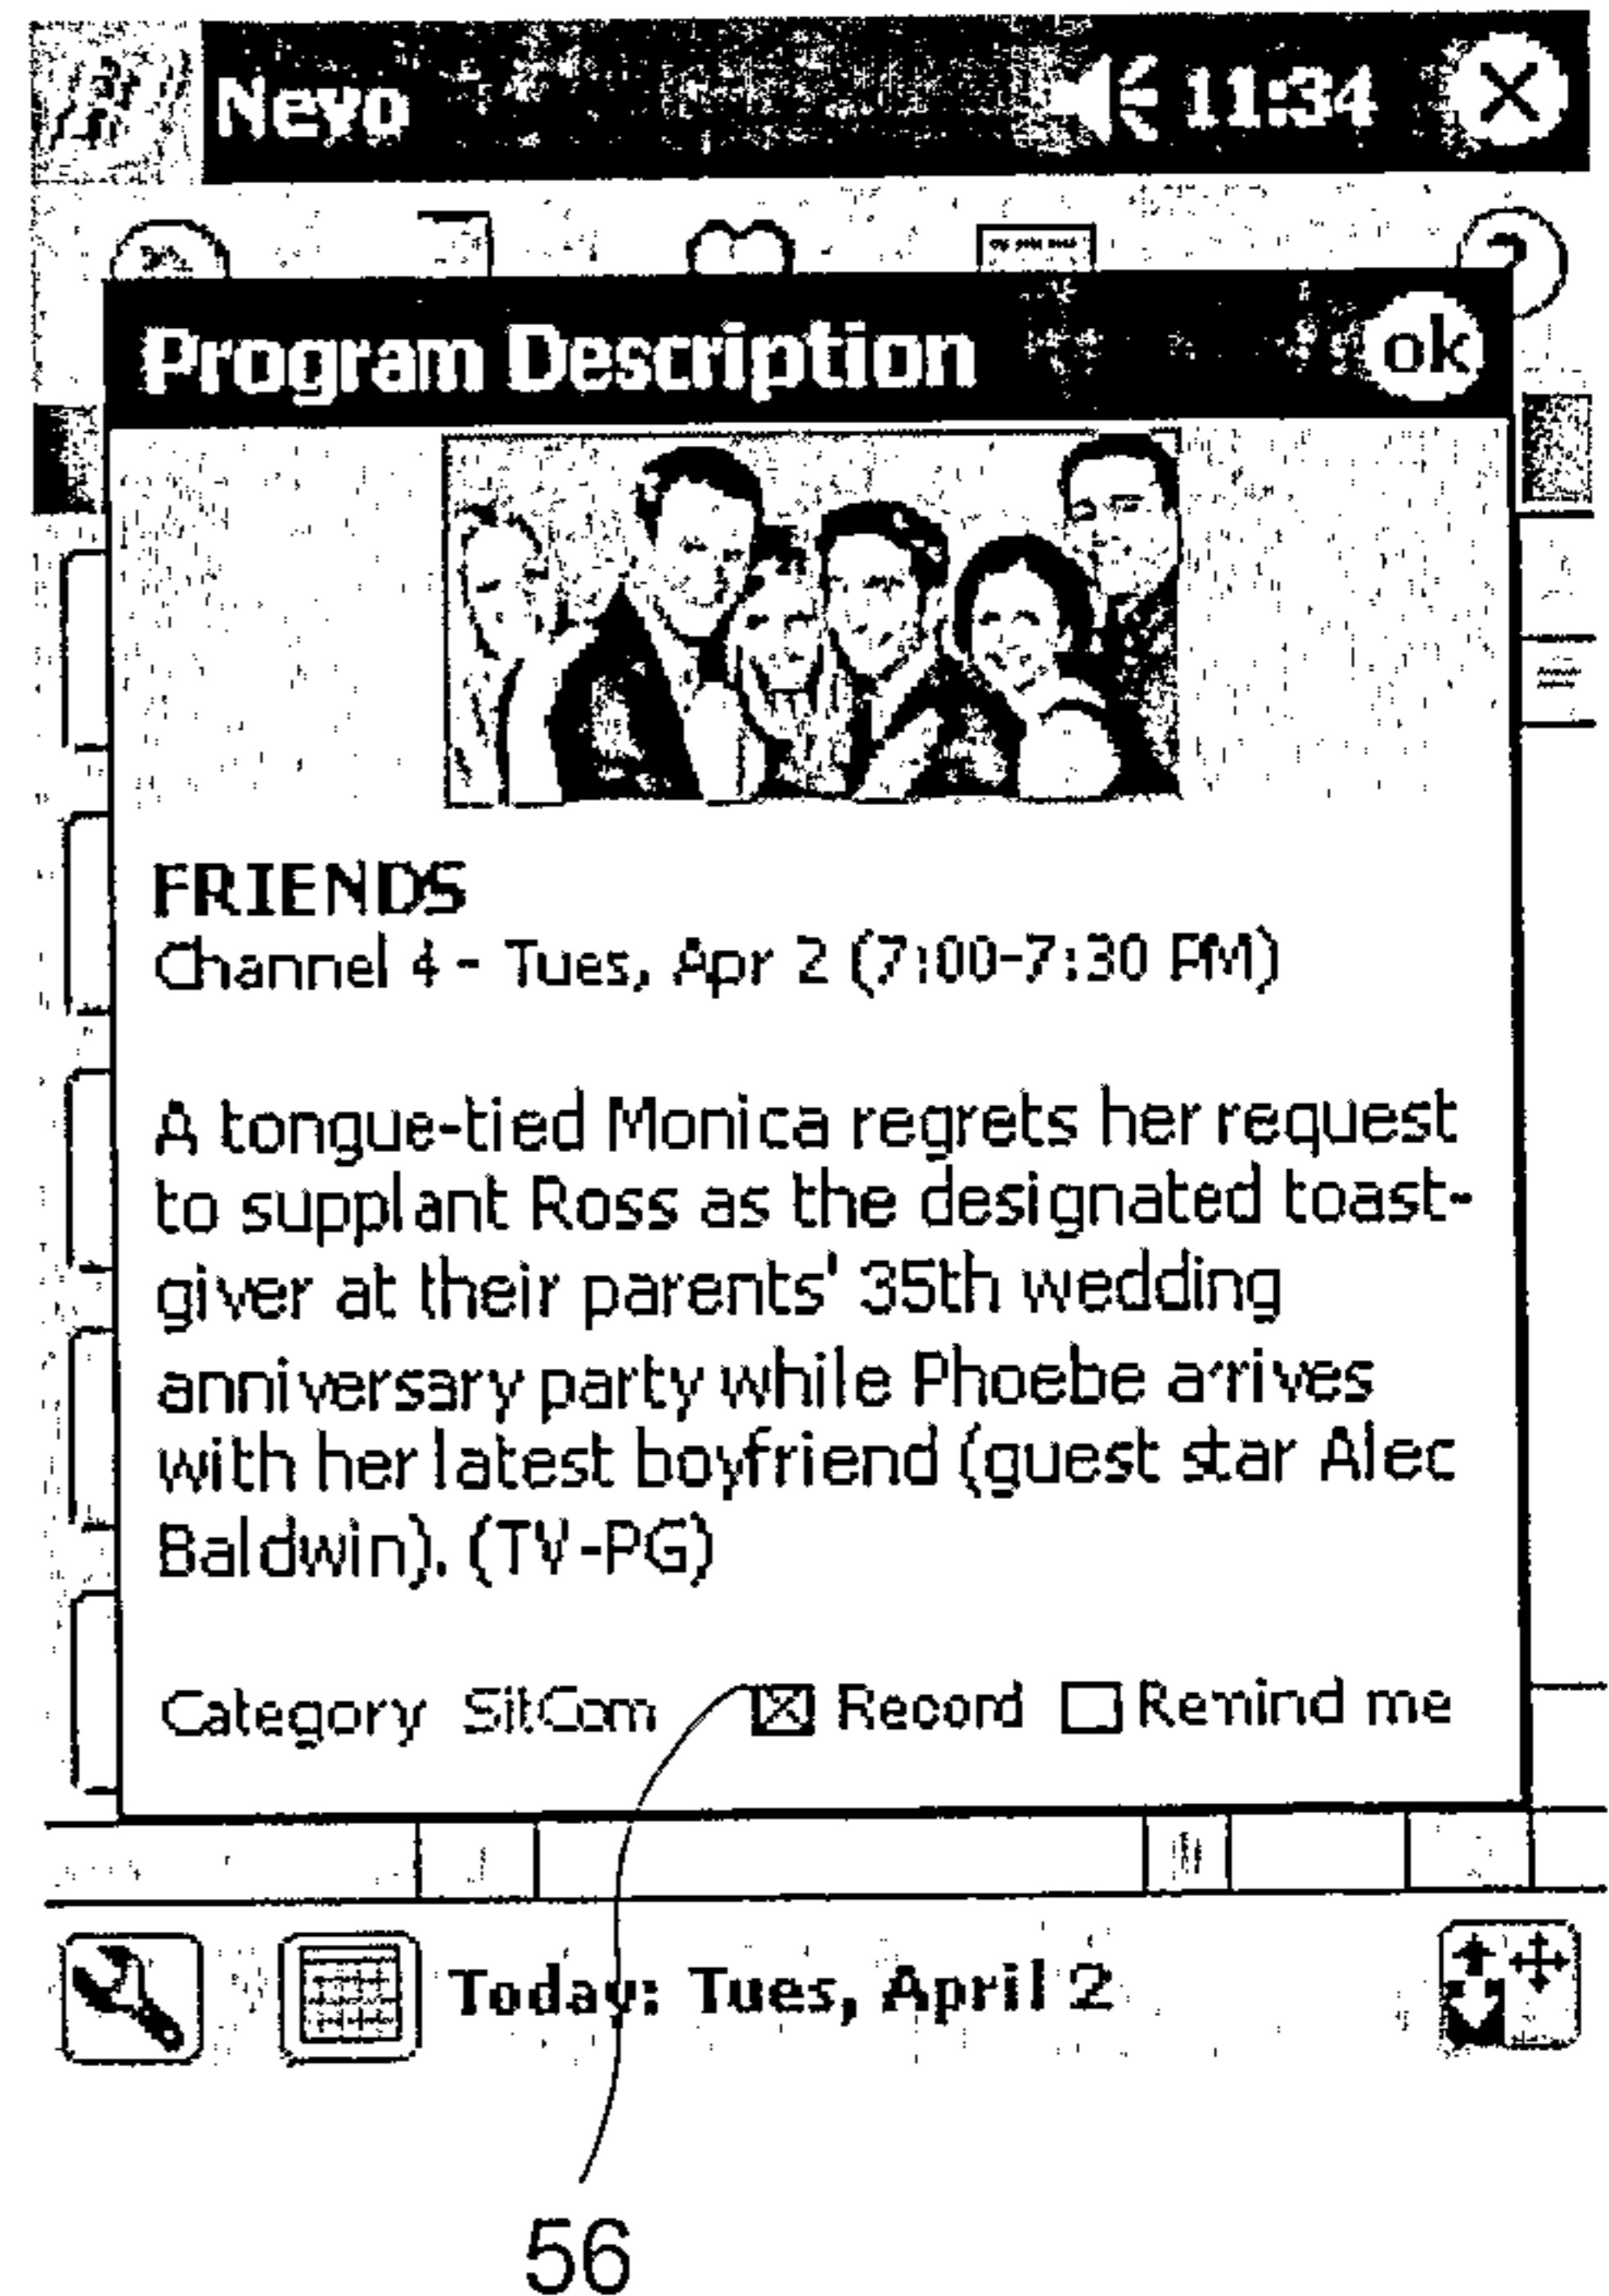 Nevo 11:34
Program Description ok
FRIENDS
Channel 4 - Tues, Apr 2 (7:00-7:30 PM)
A tongue-tied Monica regrets her request
to supplant Ross as the designated toast-
giver at their parents' 35th wedding
anniversary party while Phoebe arrives
with her latest boyfriend (guest star Alec
Baldwin). (TV-PG)
Category SitCom Record Remind me
Today: Tues, April 2
56